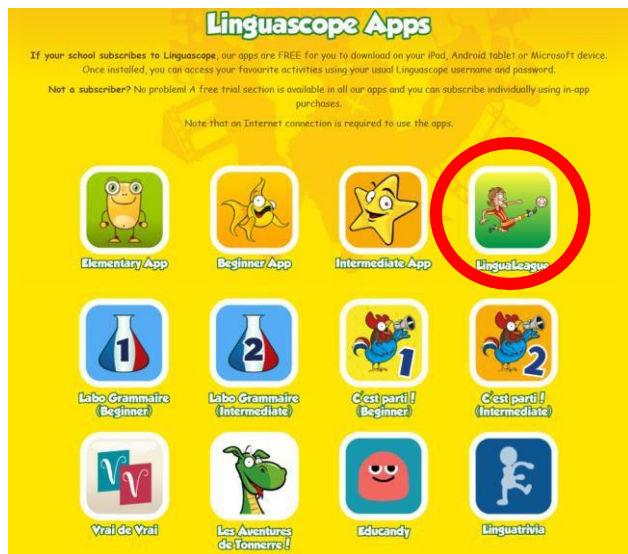 Linguascope Apps
If your school subscribes to Linguascope, our apps are FREE for you to download on your iPad, Android tablet or Microsoft device.
Once installed, you can access your favourite activities using your usual Linguascope username and password.
Not a subscriber? No problem! A free trial section is available in all our apps and you can subscribe individually using in-app
purchases.
Note that an Internet connection is required to use the apps.
Elementary App
Beginner App
Intermediate App
LinguaLeague
1
2
1
2
Labo Grammaire
(Beginner)
Labo Grammaire
(Intermediate)
C'est parti !
(Beginner)
C'est parti !
(Intermediate)
V V
Vrai de Vrai
Les Aventures
de Tonnerre !
Educandy
Linguatrivia